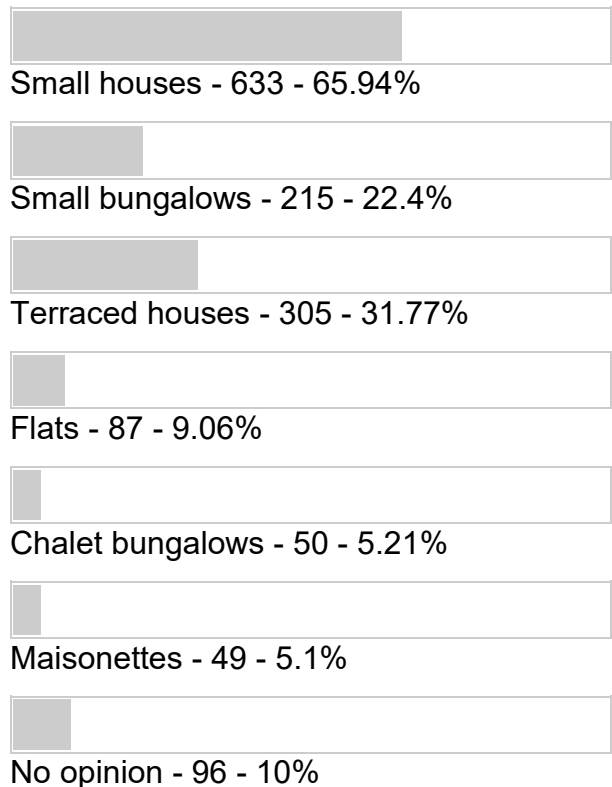 Small houses - 633 - 65.94%
Small bungalows - 215 - 22.4%
Terraced houses - 305 - 31.77%
Flats - 87 - 9.06%
Chalet bungalows - 50 - 5.21%
Maisonettes - 49 - 5.1%
No opinion - 96 - 10%